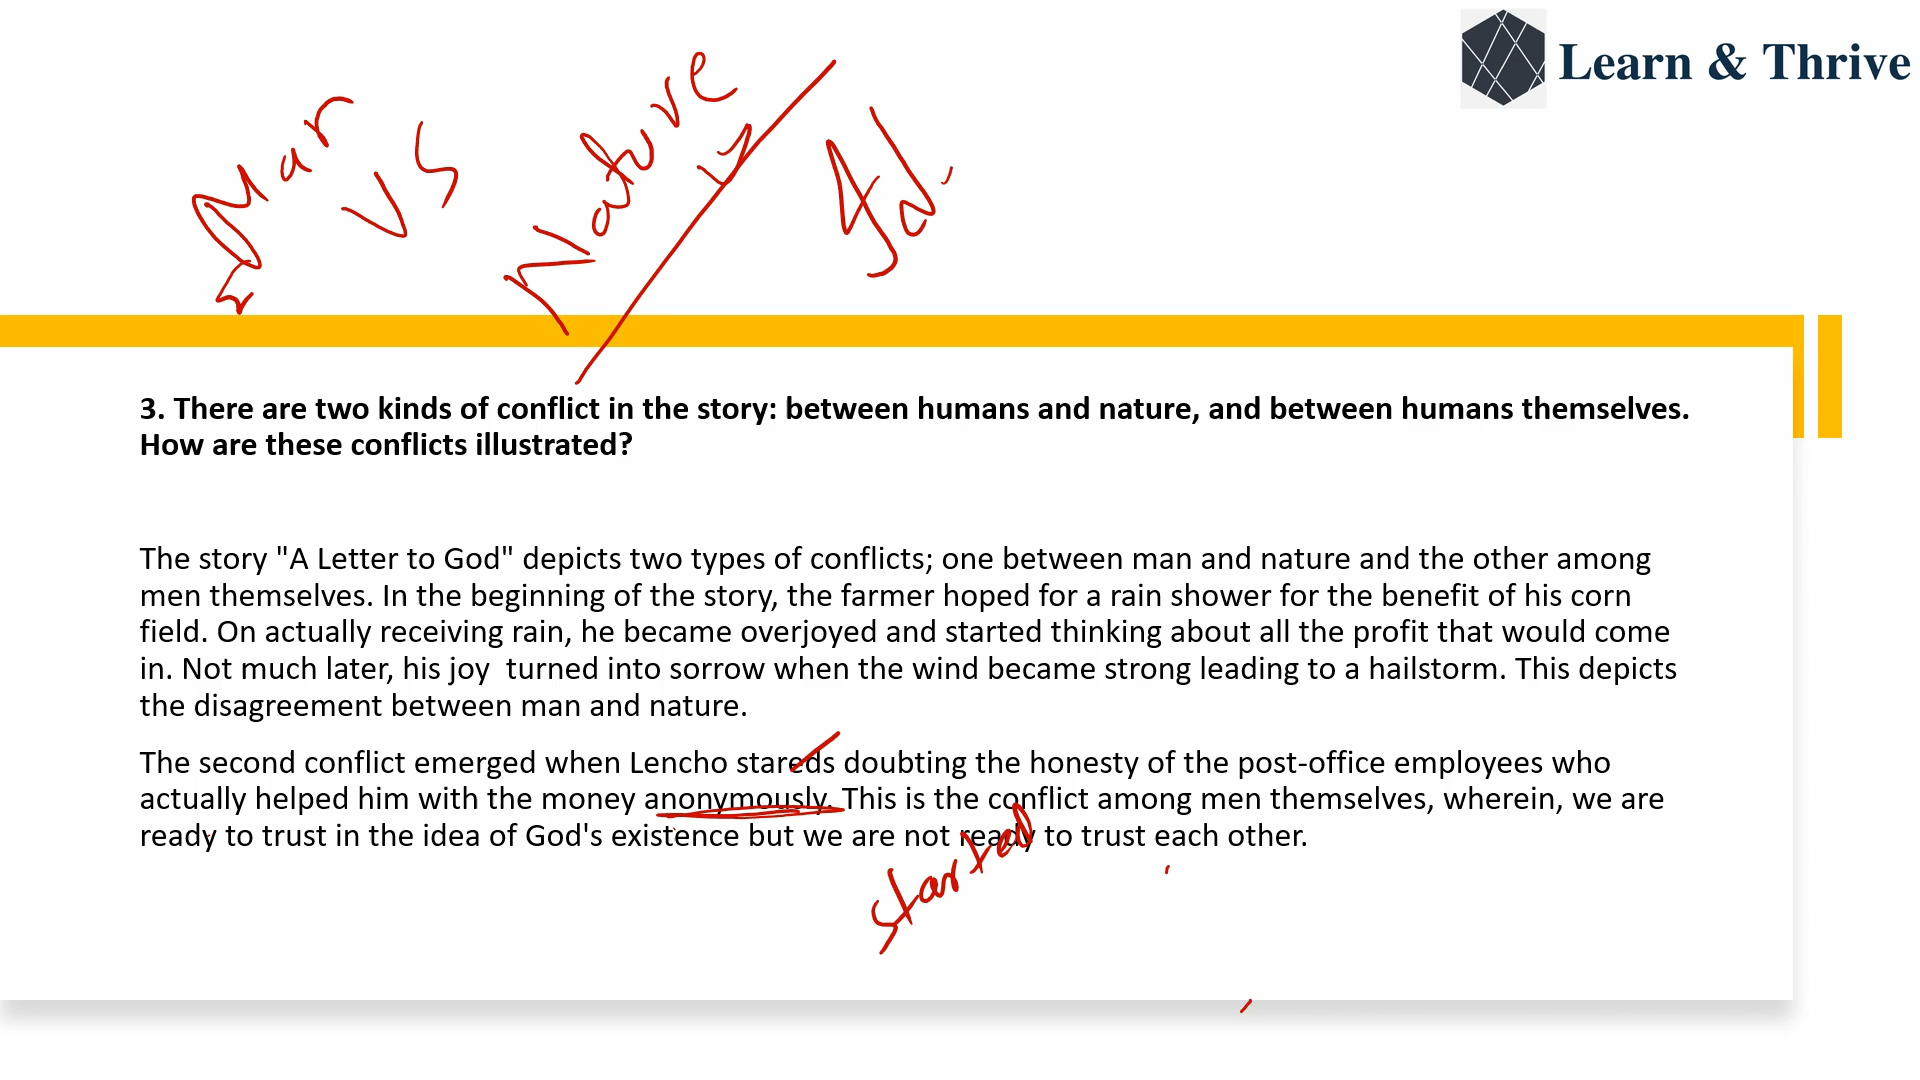 Learn & Thrive
Man
VS
Nature
3. There are two kinds of conflict in the story: between humans and nature, and between humans themselves.
How are these conflicts illustrated?
The story "A Letter to God" depicts two types of conflicts; one between man and nature and the other among
men themselves. In the beginning of the story, the farmer hoped for a rain shower for the benefit of his corn
field. On actually receiving rain, he became overjoyed and started thinking about all the profit that would come
in. Not much later, his joy turned into sorrow when the wind became strong leading to a hailstorm. This depicts
the disagreement between man and nature.
The second conflict emerged when Lencho stareds doubting the honesty of the post-office employees who
actually helped him with the money anonymously. This is the conflict among men themselves, wherein, we are
ready to trust in the idea of God's existence but we are not ready to trust each other.
started